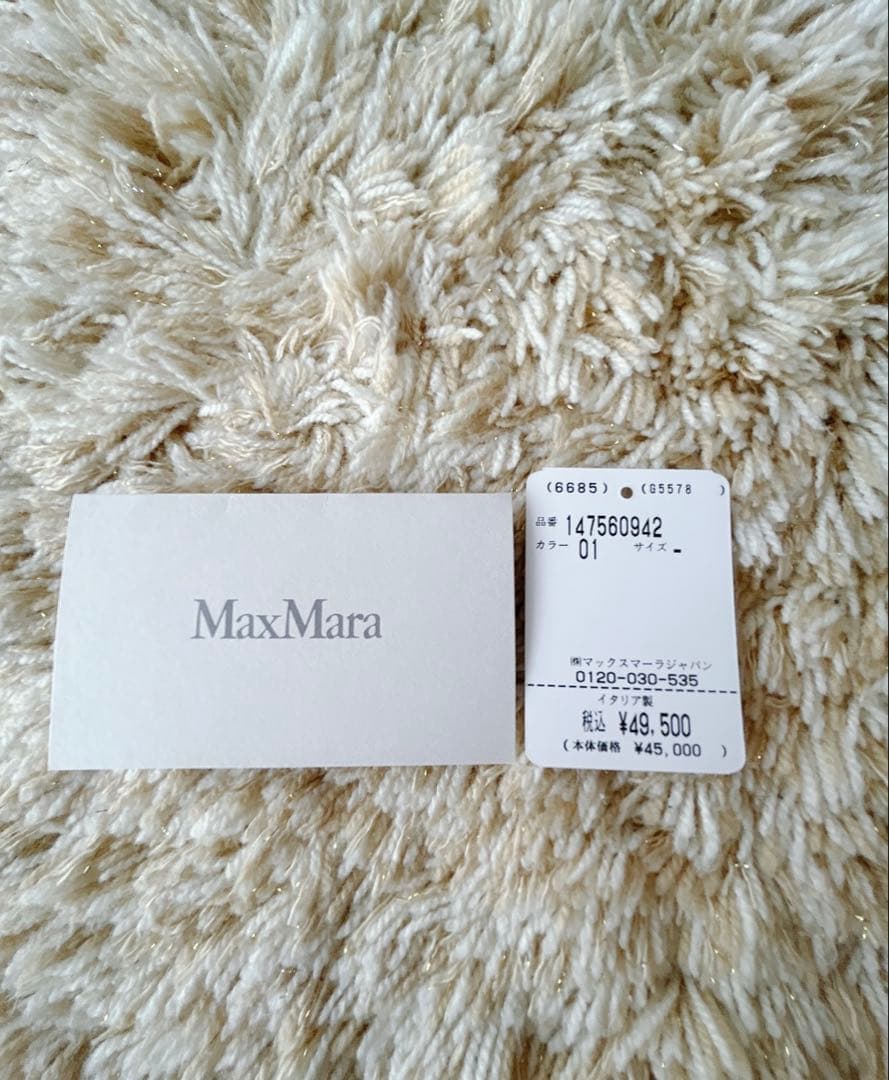 MaxMara
(6685) (G5578 )
品番 147560942
カラー 01 サイズ -
㈱マックスマーラジャパン
0120-030-535
イタリア製
税込 ¥49,500
(本体価格 ¥45,000 )